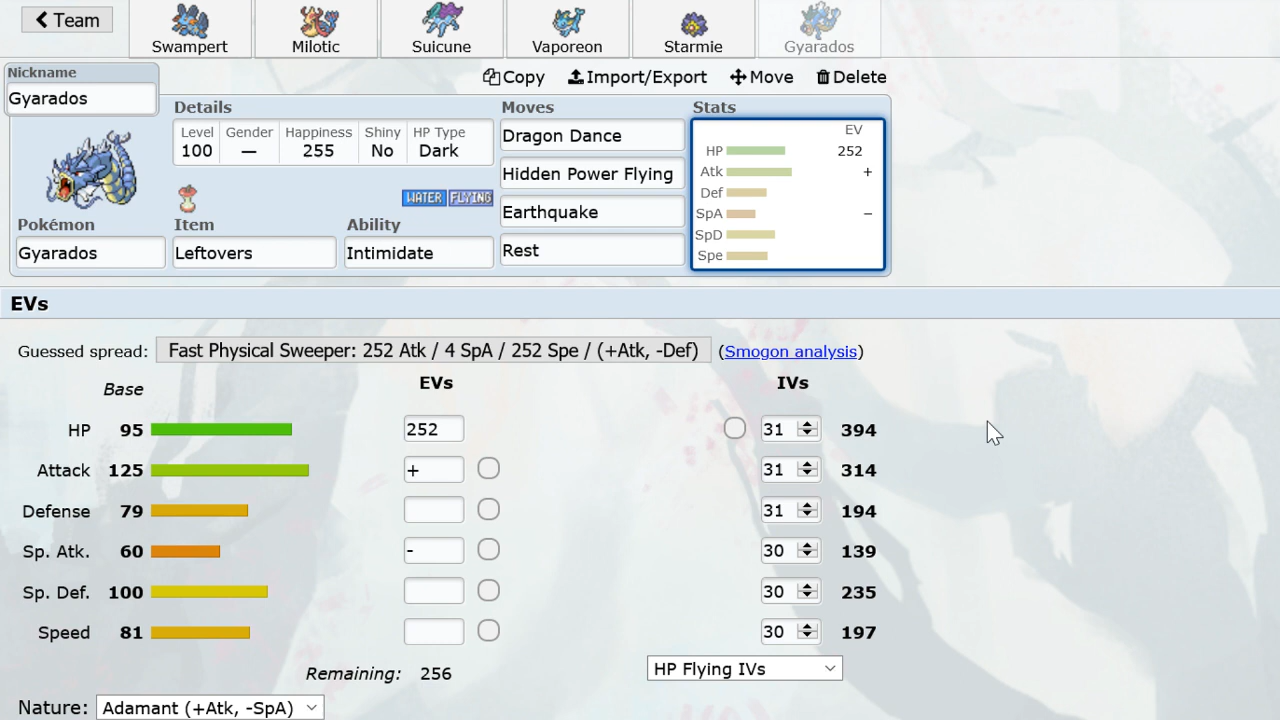 Team
Swampert Milotic Suicune Vaporeon Starmie Gyarados
Copy Import/Export Move Delete
Nickname
Gyarados
Details Moves Stats
Level Gender Happiness Shiny HP Type
100 — 255 No Dark
WATER FLYING
Pokémon Item Ability
Gyarados Leftovers Intimidate
Dragon Dance
Hidden Power Flying
Earthquake
Rest
EV
HP 252
Atk +
Def
SpA −
SpD
Spe
EVs
Guessed spread: Fast Physical Sweeper: 252 Atk / 4 SpA / 252 Spe / (+Atk, -Def) (Smogon analysis)
Base EVs IVs
HP 95 252 31 394
Attack 125 + 31 314
Defense 79 31 194
Sp. Atk. 60 - 30 139
Sp. Def. 100 30 235
Speed 81 30 197
Remaining: 256 HP Flying IVs
Nature: Adamant (+Atk, -SpA)